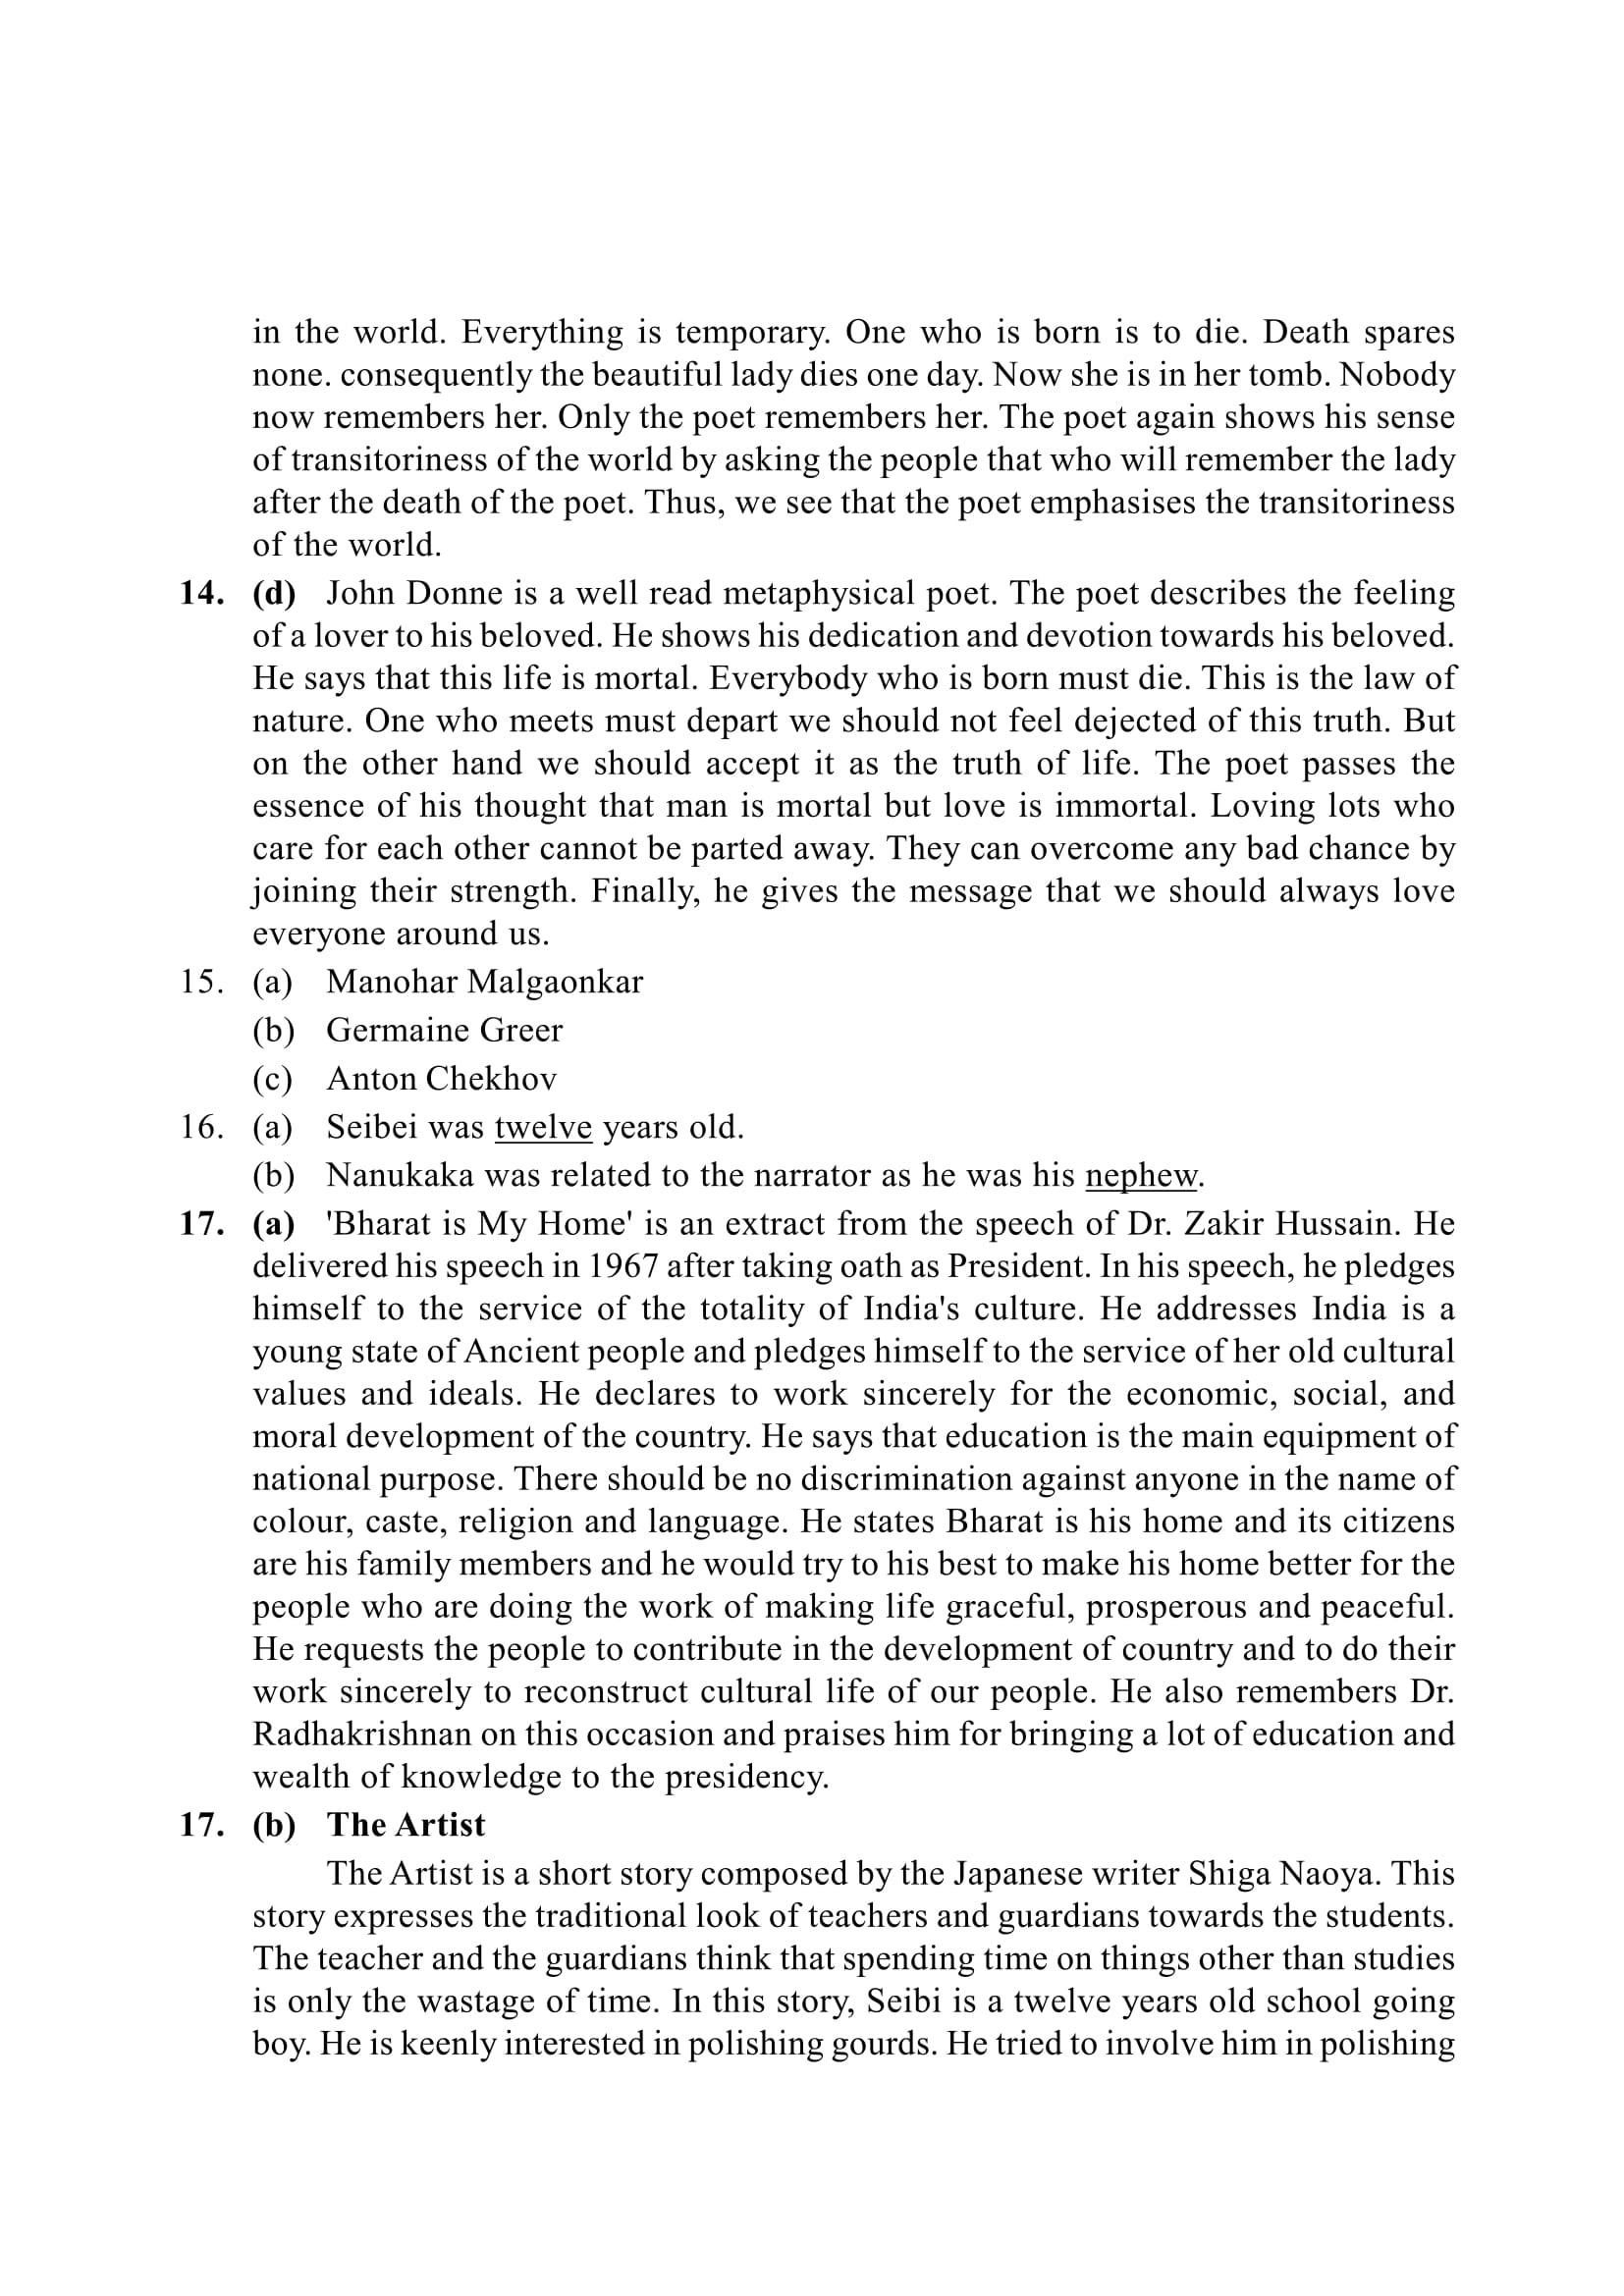 in the world. Everything is temporary. One who is born is to die. Death spares
none. consequently the beautiful lady dies one day. Now she is in her tomb. Nobody
now remembers her. Only the poet remembers her. The poet again shows his sense
of transitoriness of the world by asking the people that who will remember the lady
after the death of the poet. Thus, we see that the poet emphasises the transitoriness
of the world.
14. (d) John Donne is a well read metaphysical poet. The poet describes the feeling
of a lover to his beloved. He shows his dedication and devotion towards his beloved.
He says that this life is mortal. Everybody who is born must die. This is the law of
nature. One who meets must depart we should not feel dejected of this truth. But
on the other hand we should accept it as the truth of life. The poet passes the
essence of his thought that man is mortal but love is immortal. Loving lots who
care for each other cannot be parted away. They can overcome any bad chance by
joining their strength. Finally, he gives the message that we should always love
everyone around us.
15. (a) Manohar Malgaonkar
(b) Germaine Greer
(c) Anton Chekhov
16. (a) Seibei was twelve years old.
(b) Nanukaka was related to the narrator as he was his nephew.
17. (a) 'Bharat is My Home' is an extract from the speech of Dr. Zakir Hussain. He
delivered his speech in 1967 after taking oath as President. In his speech, he pledges
himself to the service of the totality of India's culture. He addresses India is a
young state of Ancient people and pledges himself to the service of her old cultural
values and ideals. He declares to work sincerely for the economic, social, and
moral development of the country. He says that education is the main equipment of
national purpose. There should be no discrimination against anyone in the name of
colour, caste, religion and language. He states Bharat is his home and its citizens
are his family members and he would try to his best to make his home better for the
people who are doing the work of making life graceful, prosperous and peaceful.
He requests the people to contribute in the development of country and to do their
work sincerely to reconstruct cultural life of our people. He also remembers Dr.
Radhakrishnan on this occasion and praises him for bringing a lot of education and
wealth of knowledge to the presidency.
17. (b) The Artist
The Artist is a short story composed by the Japanese writer Shiga Naoya. This
story expresses the traditional look of teachers and guardians towards the students.
The teacher and the guardians think that spending time on things other than studies
is only the wastage of time. In this story, Seibi is a twelve years old school going
boy. He is keenly interested in polishing gourds. He tried to involve him in polishing